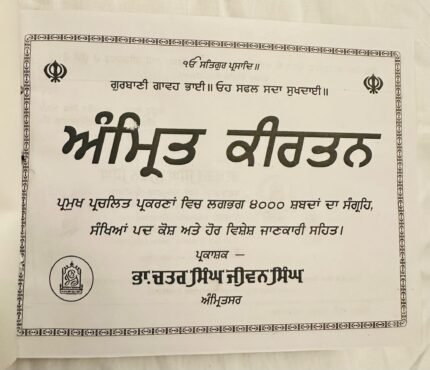 ੴ ਸਤਿਗੁਰ ਪ੍ਰਸਾਦਿ॥
ਗੁਰਬਾਣੀ ਗਾਵਹ ਭਾਈ॥ ਓਹ ਸਫਲ ਸਦਾ ਸੁਖਦਾਈ॥
ਅੰਮ੍ਰਿਤ ਕੀਰਤਨ
ਪ੍ਰਮੁਖ ਪ੍ਰਚਲਿਤ ਪ੍ਰਕਰਣਾਂ ਵਿਚ ਲਗਭਗ ੪੦੦੦ ਸ਼ਬਦਾਂ ਦਾ ਸੰਗ੍ਰਹਿ,
ਸੰਖਿਆਂ ਪਦ ਕੋਸ਼ ਅਤੇ ਹੋਰ ਵਿਸ਼ੇਸ਼ ਜਾਣਕਾਰੀ ਸਹਿਤ।
ਪ੍ਰਕਾਸ਼ਕ —
ਭਾ. ਚਤਰ ਸਿੰਘ ਜੀਵਨ ਸਿੰਘ
ਅੰਮ੍ਰਿਤਸਰ